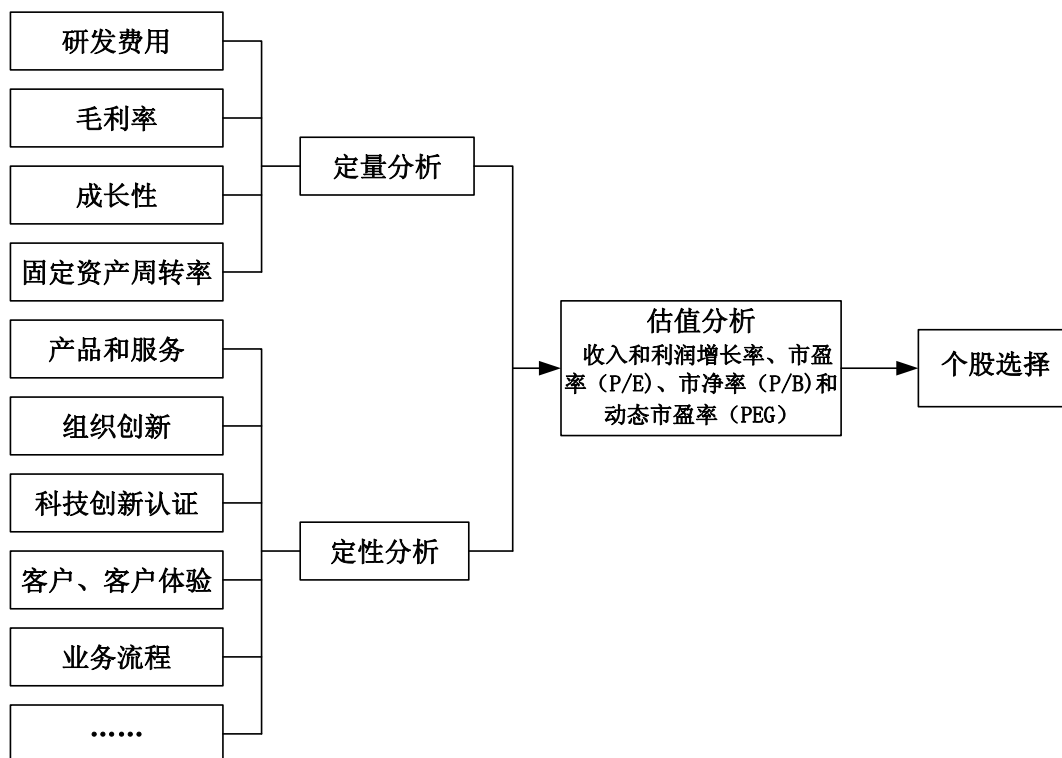 研发费用
毛利率
成长性
固定资产周转率
定量分析
产品和服务
组织创新
科技创新认证
客户、客户体验
业务流程
……
定性分析
估值分析
收入和利润增长率、市盈
率（P/E）、市净率（P/B)和
动态市盈率（PEG）
个股选择